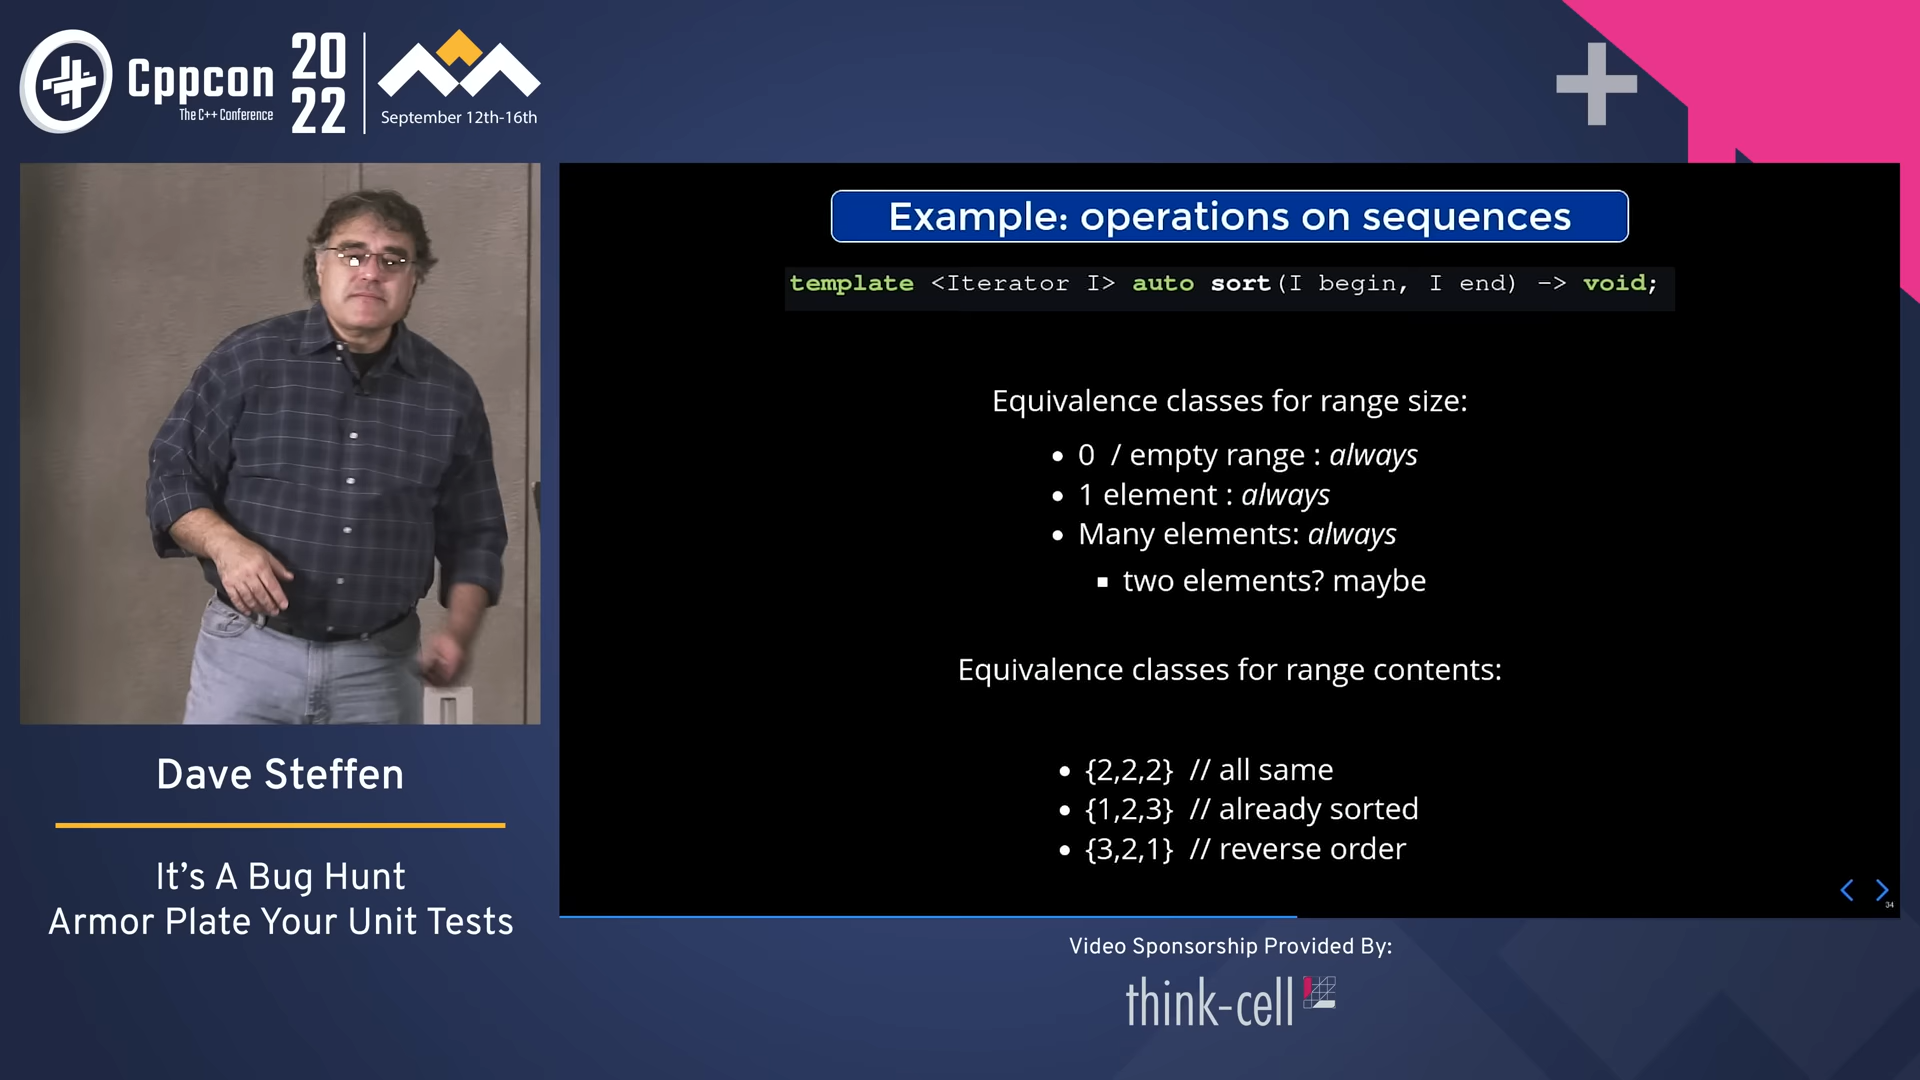 Cppcon
The C++ Conference
20
22
September 12th-16th
Example: operations on sequences
template <Iterator I> auto sort(I begin, I end) -> void;
Equivalence classes for range size:
• 0 / empty range : always
• 1 element : always
• Many elements: always
▪ two elements? maybe
Equivalence classes for range contents:
• {2,2,2} // all same
• {1,2,3} // already sorted
• {3,2,1} // reverse order
34
Dave Steffen
It's A Bug Hunt
Armor Plate Your Unit Tests
Video Sponsorship Provided By:
think-cell